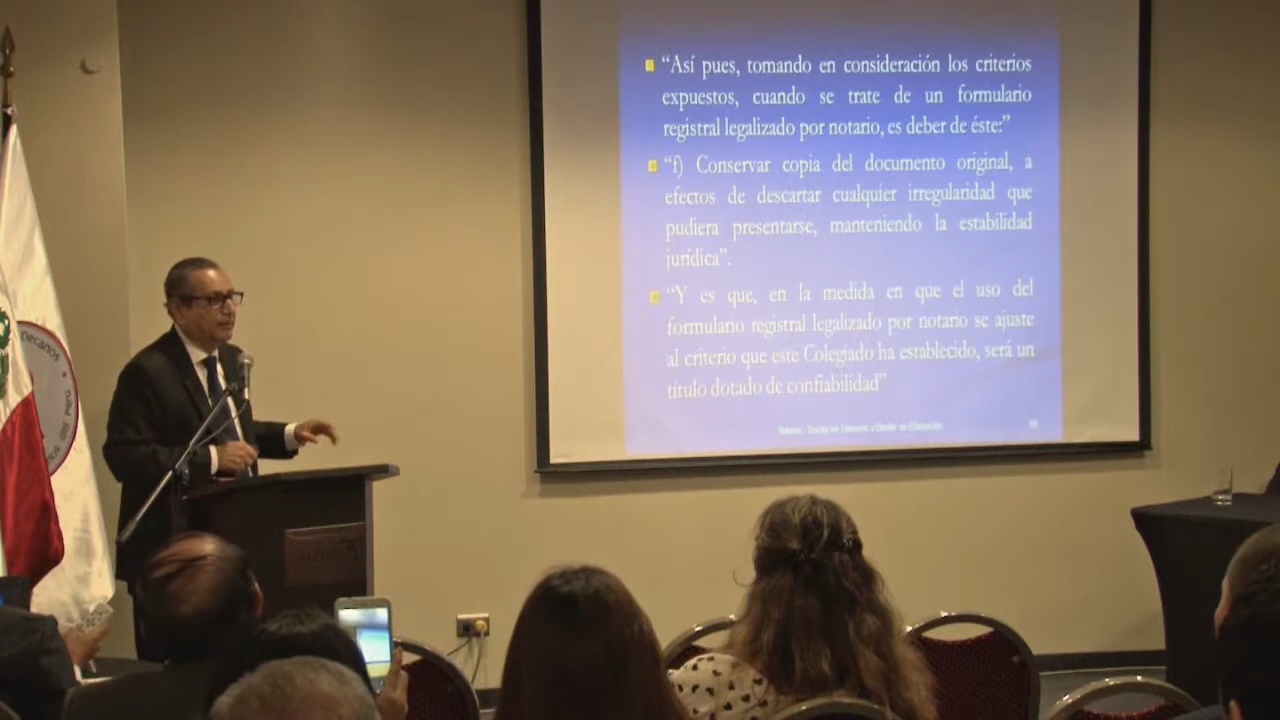 “Así pues, tomando en consideración los criterios
expuestos, cuando se trate de un formulario
registral legalizado por notario, es deber de éste:”
“f) Conservar copia del documento original, a
efectos de descartar cualquier irregularidad que
pudiera presentarse, manteniendo la estabilidad
jurídica”.
“Y es que, en la medida en que el uso del
formulario registral legalizado por notario se ajuste
al criterio que este Colegiado ha establecido, será un
título dotado de confiabilidad”
Decanos
del Perú